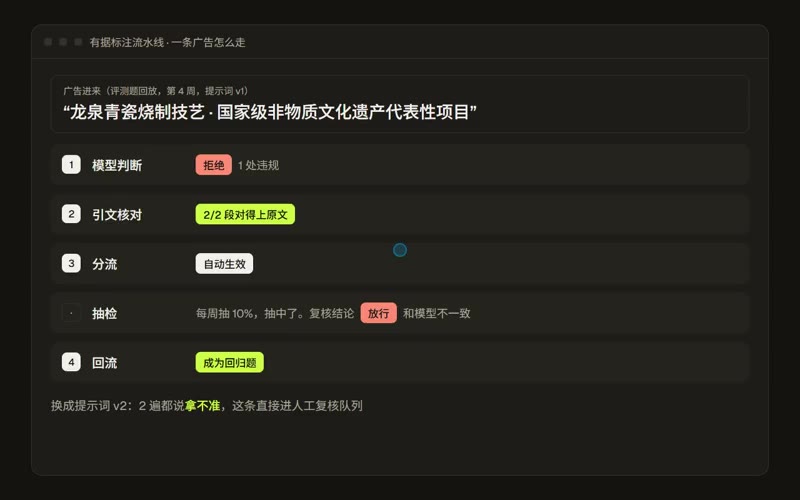 有据标注流水线 · 一条广告怎么走
广告进来（评测题回放，第 4 周，提示词 v1）
“龙泉青瓷烧制技艺 · 国家级非物质文化遗产代表性项目”
1 模型判断 拒绝 1 处违规
2 引文核对 2/2 段对得上原文
3 分流 自动生效
· 抽检 每周抽 10%，抽中了。复核结论 放行 和模型不一致
4 回流 成为回归题
换成提示词 v2：2 遍都说拿不准，这条直接进人工复核队列